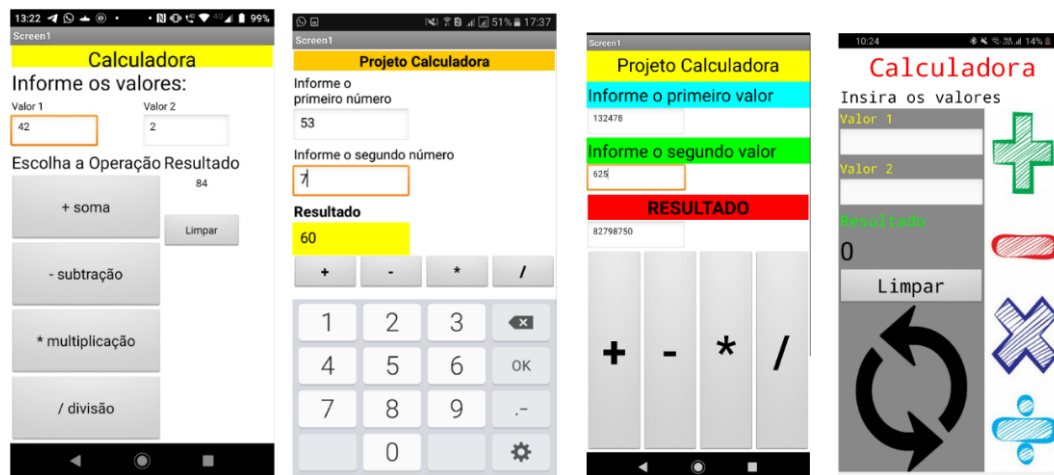 13:22 4G 99%
Screen1
Calculadora
Informe os valores:
Valor 1 Valor 2
42 2
Escolha a Operação Resultado
84
+ soma
Limpar
- subtração
* multiplicação
/ divisão
51% 17:37
Screen1
Projeto Calculadora
Informe o
primeiro número
53
Informe o segundo número
7
Resultado
60
+ - * /
1 2 3
4 5 6 OK
7 8 9 .-
0
Screen1
Projeto Calculadora
Informe o primeiro valor
132478
Informe o segundo valor
625
RESULTADO
82798750
+ - * /
10:24 14%
Calculadora
Insira os valores
Valor 1
Valor 2
Resultado
0
Limpar